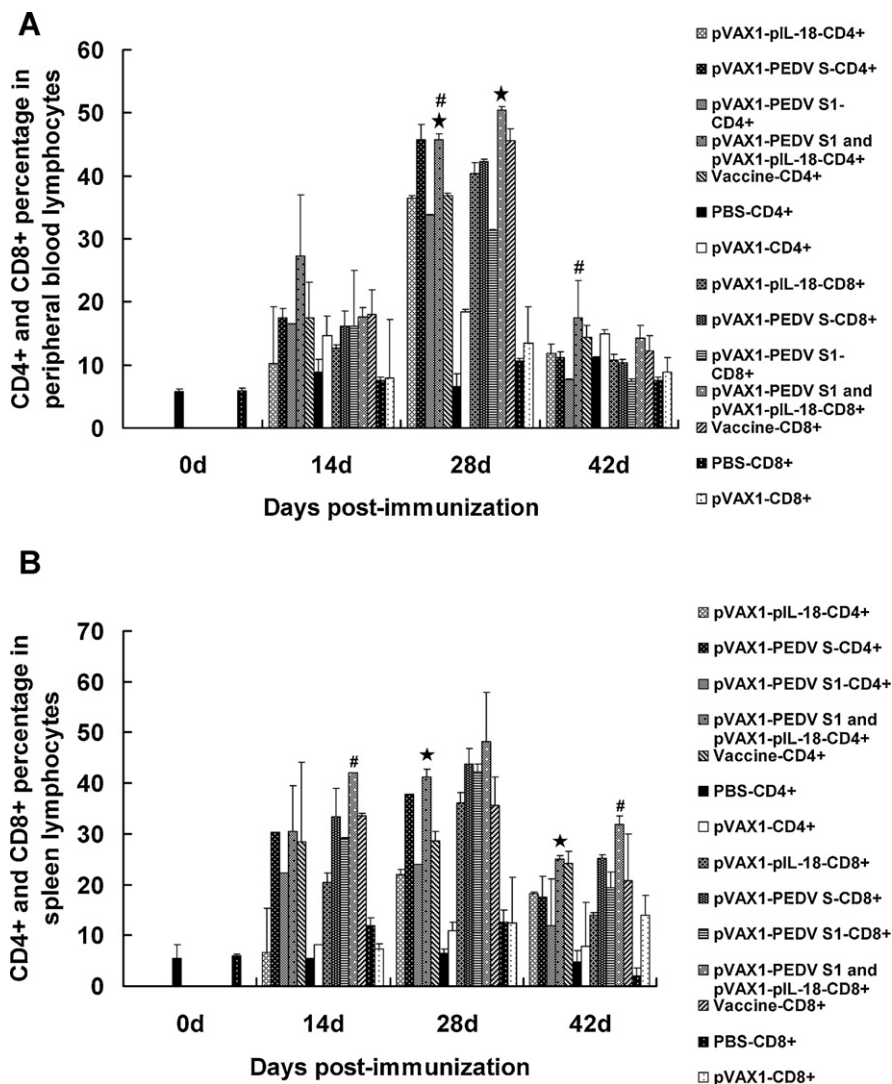 A
CD4+ and CD8+ percentage in
peripheral blood lymphocytes
60
50
40
30
20
10
0
#
★
★
#
0d
14d
28d
42d
Days post-immunization
pVAX1-pIL-18-CD4+
pVAX1-PEDV S-CD4+
pVAX1-PEDV S1-
CD4+
pVAX1-PEDV S1 and
pVAX1-pIL-18-CD4+
Vaccine-CD4+
PBS-CD4+
pVAX1-CD4+
pVAX1-pIL-18-CD8+
pVAX1-PEDV S-CD8+
pVAX1-PEDV S1-
CD8+
pVAX1-PEDV S1 and
pVAX1-pIL-18-CD8+
Vaccine-CD8+
PBS-CD8+
pVAX1-CD8+
B
CD4+ and CD8+ percentage in
spleen lymphocytes
70
60
50
40
30
20
10
0
#
★
★
#
0d
14d
28d
42d
Days post-immunization
pVAX1-pIL-18-CD4+
pVAX1-PEDV S-CD4+
pVAX1-PEDV S1-CD4+
pVAX1-PEDV S1 and
pVAX1-pIL-18-CD4+
Vaccine-CD4+
PBS-CD4+
pVAX1-CD4+
pVAX1-pIL-18-CD8+
pVAX1-PEDV S-CD8+
pVAX1-PEDV S1-CD8+
pVAX1-PEDV S1 and
pVAX1-pIL-18-CD8+
Vaccine-CD8+
PBS-CD8+
pVAX1-CD8+